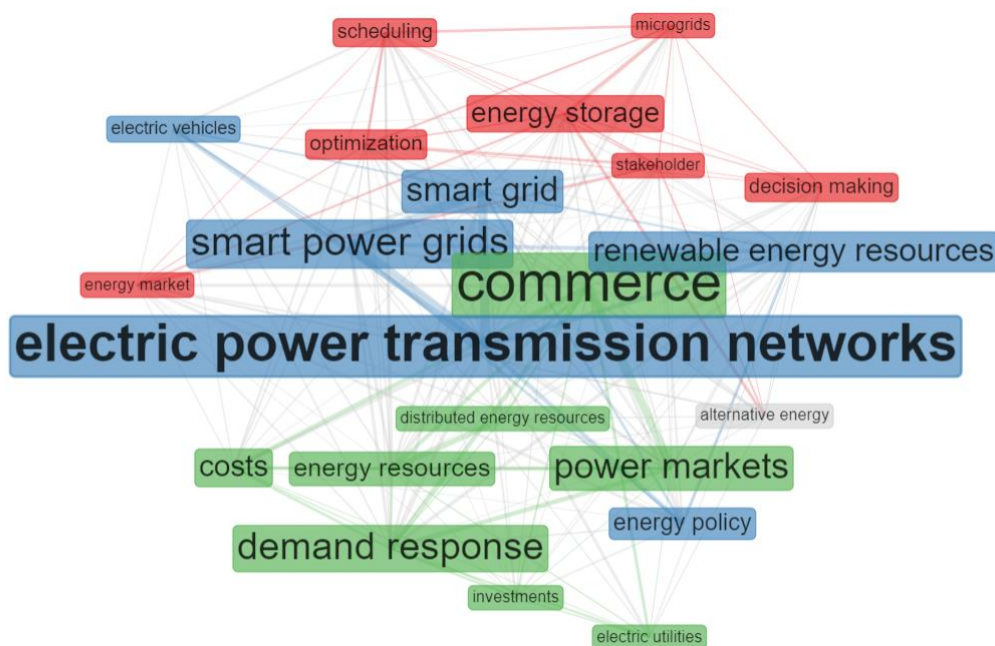 scheduling
microgrids
electric vehicles
energy storage
optimization
stakeholder
decision making
smart grid
smart power grids
renewable energy resources
energy market
commerce
electric power transmission networks
distributed energy resources
alternative energy
costs
energy resources
power markets
energy policy
demand response
investments
electric utilities